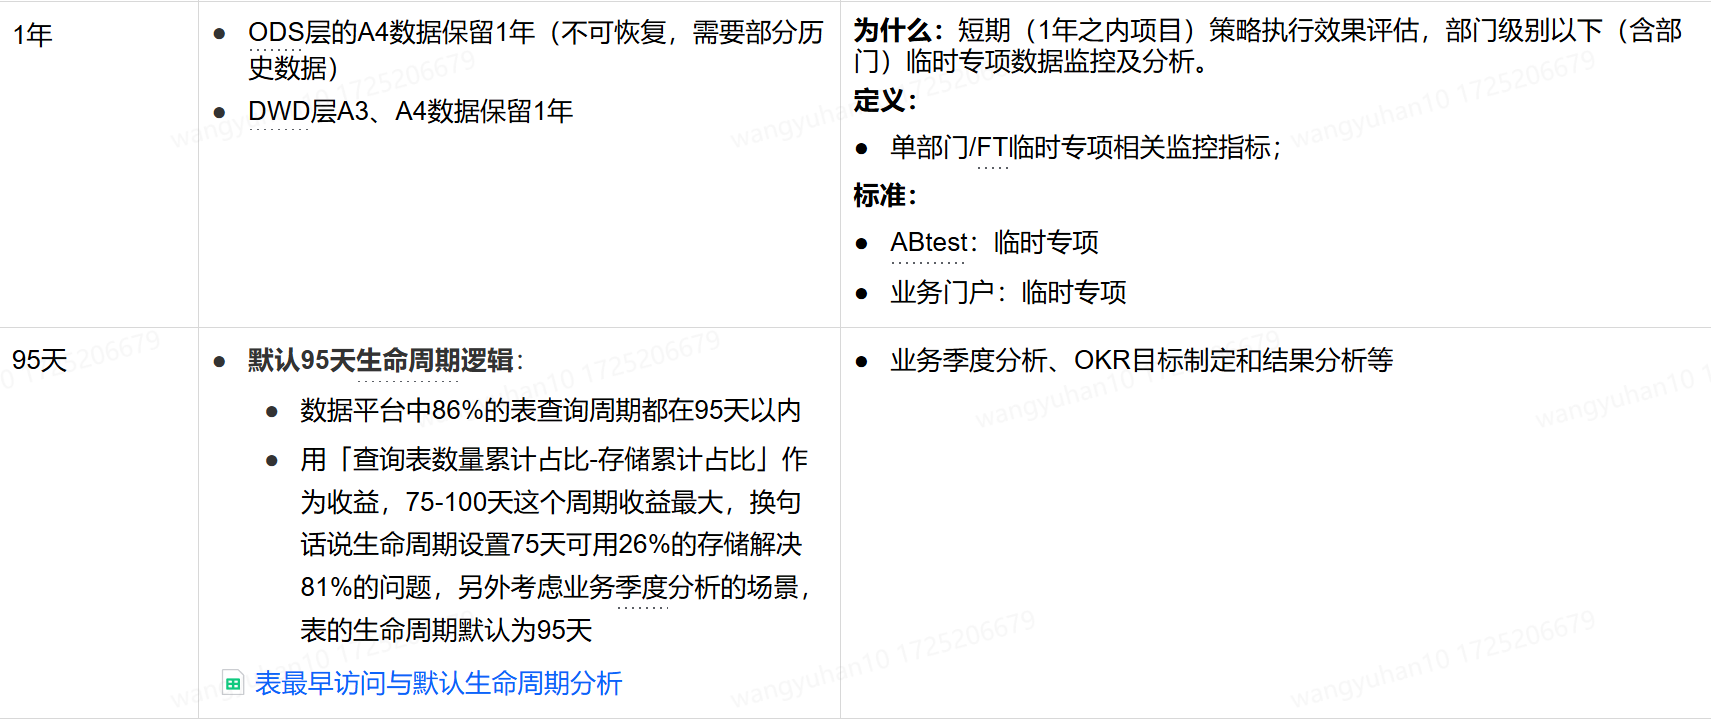 1年
● ODS层的A4数据保留1年（不可恢复，需要部分历
史数据）
● DWD层A3、A4数据保留1年
为什么：短期（1年之内项目）策略执行效果评估，部门级别以下（含部
门）临时专项数据监控及分析。
定义：
● 单部门/FT临时专项相关监控指标；
标准：
● ABtest：临时专项
● 业务门户：临时专项
95天
● 默认95天生命周期逻辑：
● 数据平台中86%的表查询周期都在95天以内
● 用「查询表数量累计占比-存储累计占比」作
为收益，75-100天这个周期收益最大，换句
话说生命周期设置75天可用26%的存储解决
81%的问题，另外考虑业务季度分析的场景，
表的生命周期默认为95天
表最早访问与默认生命周期分析
● 业务季度分析、OKR目标制定和结果分析等
wangyuhan10 1725206679